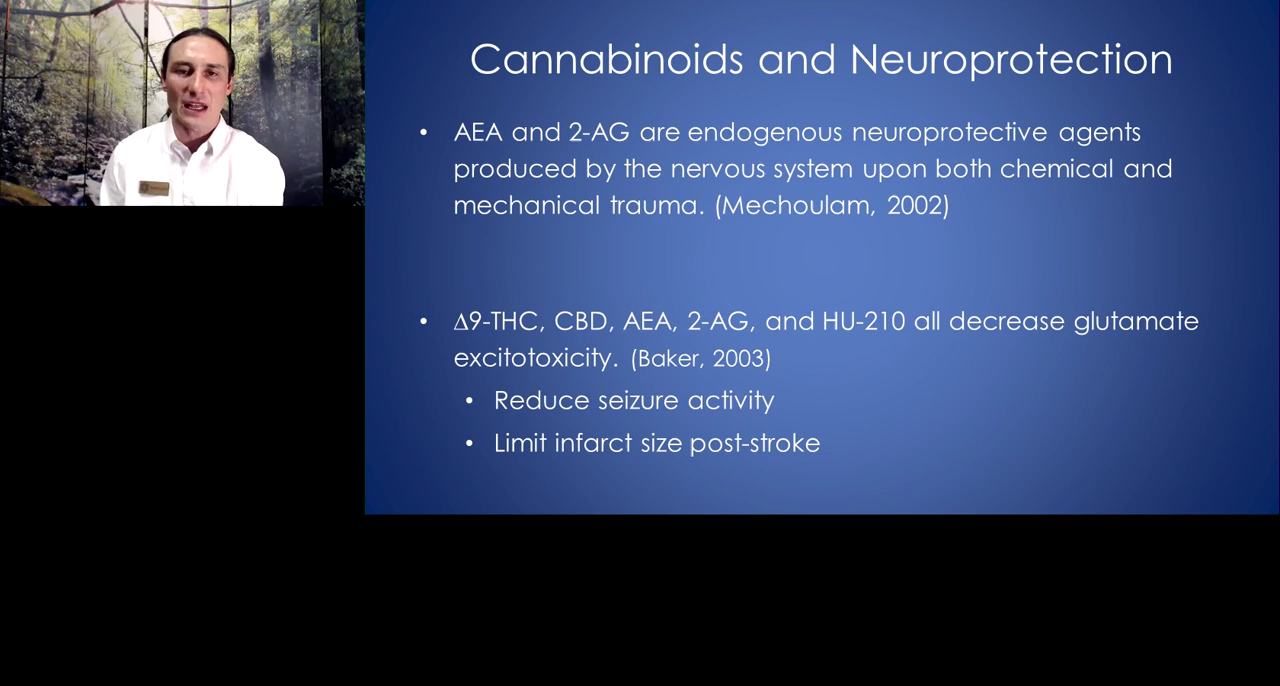 Cannabinoids and Neuroprotection
• AEA and 2-AG are endogenous neuroprotective agents
produced by the nervous system upon both chemical and
mechanical trauma. (Mechoulam, 2002)
• Δ9-THC, CBD, AEA, 2-AG, and HU-210 all decrease glutamate
excitotoxicity. (Baker, 2003)
• Reduce seizure activity
• Limit infarct size post-stroke